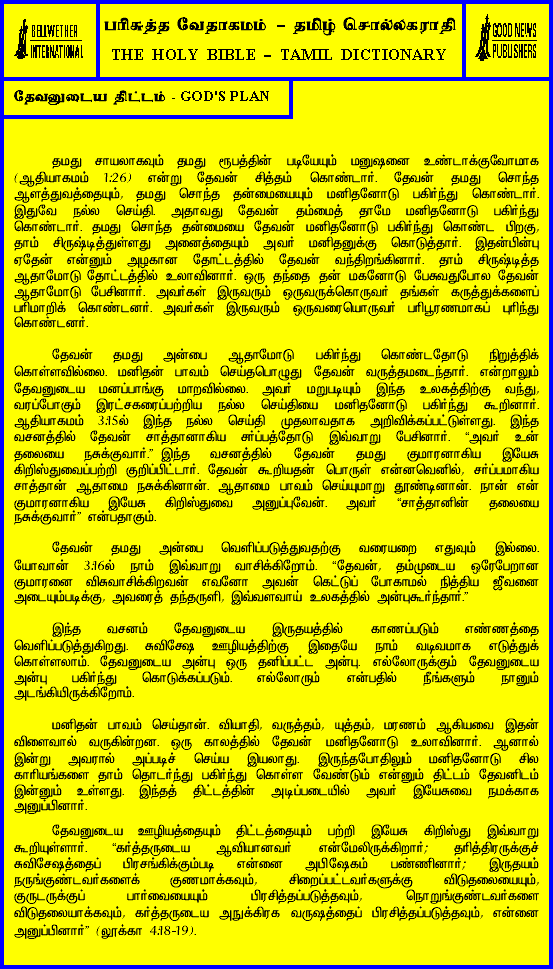 BELLWETHER
INTERNATIONAL
பரிசுத்த வேதாகமம் – தமிழ் சொல்லகராதி
THE HOLY BIBLE – TAMIL DICTIONARY
GOOD NEWS
PUBLISHERS
தேவனுடைய திட்டம் - GOD'S PLAN
தமது சாயலாகவும் தமது ரூபத்தின் படியேயும் மனுஷனை உண்டாக்குவோமாக
(ஆதியாகமம் 1:26) என்று தேவன் சித்தம் கொண்டார். தேவன் தமது சொந்த
ஆளத்துவத்தையும், தமது சொந்த தன்மையையும் மனிதனோடு பகிர்ந்து கொண்டார்.
இதுவே நல்ல செய்தி. அதாவது தேவன் தம்மைத் தாமே மனிதனோடு பகிர்ந்து
கொண்டார். தமது சொந்த தன்மையை தேவன் மனிதனோடு பகிர்ந்து கொண்ட பிறகு,
தாம் சிருஷ்டித்துள்ளது அனைத்தையும் அவர் மனிதனுக்கு கொடுத்தார். இதன்பின்பு
ஏதேன் என்னும் அழகான தோட்டத்தில் தேவன் வந்திறங்கினார். தாம் சிருஷ்டித்த
ஆதாமோடு தோட்டத்தில் உலாவினார். ஒரு தந்தை தன் மகனோடு பேசுவதுபோல தேவன்
ஆதாமோடு பேசினார். அவர்கள் இருவரும் ஒருவருக்கொருவர் தங்கள் கருத்துக்களைப்
பரிமாறிக் கொண்டனர். அவர்கள் இருவரும் ஒருவரையொருவர் பரிபூரணமாகப் புரிந்து
கொண்டனர்.
தேவன் தமது அன்பை ஆதாமோடு பகிர்ந்து கொண்டதோடு நிறுத்திக்
கொள்ளவில்லை. மனிதன் பாவம் செய்தபொழுது தேவன் வருத்தமடைந்தார். என்றாலும்
தேவனுடைய மனப்பாங்கு மாறவில்லை. அவர் மறுபடியும் இந்த உலகத்திற்கு வந்து,
வரப்போகும் இரட்சகரைப்பற்றிய நல்ல செய்தியை மனிதனோடு பகிர்ந்து கூறினார்.
ஆதியாகமம் 3:15ல் இந்த நல்ல செய்தி முதலாவதாக அறிவிக்கப்பட்டுள்ளது. இந்த
வசனத்தில் தேவன் சாத்தானாகிய சர்ப்பத்தோடு இவ்வாறு பேசினார். “அவர் உன்
தலையை நசுக்குவார்.” இந்த வசனத்தில் தேவன் தமது குமாரனாகிய இயேசு
கிறிஸ்துவைப்பற்றி குறிப்பிட்டார். தேவன் கூறியதன் பொருள் என்னவெனில், சர்ப்பமாகிய
சாத்தான் ஆதாமை நசுக்கினான். ஆதாமை பாவம் செய்யுமாறு தூண்டினான். நான் என்
குமாரனாகிய இயேசு கிறிஸ்துவை அனுப்புவேன். அவர் “சாத்தானின் தலையை
நசுக்குவார்” என்பதாகும்.
தேவன் தமது அன்பை வெளிப்படுத்துவதற்கு வரையறை எதுவும் இல்லை.
யோவான் 3:16ல் நாம் இவ்வாறு வாசிக்கிறோம். “தேவன், தம்முடைய ஒரேபேறான
குமாரனை விசுவாசிக்கிறவன் எவனோ அவன் கெட்டுப் போகாமல் நித்திய ஜீவனை
அடையும்படிக்கு, அவரைத் தந்தருளி, இவ்வளவாய் உலகத்தில் அன்புகூர்ந்தார்.”
இந்த வசனம் தேவனுடைய இருதயத்தில் காணப்படும் எண்ணத்தை
வெளிப்படுத்துகிறது. சுவிசேஷ ஊழியத்திற்கு இதையே நாம் வடிவமாக எடுத்துக்
கொள்ளலாம். தேவனுடைய அன்பு ஒரு தனிப்பட்ட அன்பு. எல்லோருக்கும் தேவனுடைய
அன்பு பகிர்ந்து கொடுக்கப்படும். எல்லோரும் என்பதில் நீங்களும் நானும்
அடங்கியிருக்கிறோம்.
மனிதன் பாவம் செய்தான். வியாதி, வருத்தம், யுத்தம், மரணம் ஆகியவை இதன்
விளைவால் வருகின்றன. ஒரு காலத்தில் தேவன் மனிதனோடு உலாவினார். ஆனால்
இன்று அவரால் அப்படிச் செய்ய இயலாது. இருந்தபோதிலும் மனிதனோடு சில
காரியங்களை தாம் தொடர்ந்து பகிர்ந்து கொள்ள வேண்டும் என்னும் திட்டம் தேவனிடம்
இன்னும் உள்ளது. இந்தத் திட்டத்தின் அடிப்படையில் அவர் இயேசுவை நமக்காக
அனுப்பினார்.
தேவனுடைய ஊழியத்தையும் திட்டத்தையும் பற்றி இயேசு கிறிஸ்து இவ்வாறு
கூறியுள்ளார். “கர்த்தருடைய ஆவியானவர் என்மேலிருக்கிறார்; தரித்திரருக்குச்
சுவிசேஷத்தைப் பிரசங்கிக்கும்படி என்னை அபிஷேகம் பண்ணினார்; இருதயம்
நருங்குண்டவர்களைக் குணமாக்கவும், சிறைப்பட்டவர்களுக்கு விடுதலையையும்,
குருடருக்குப் பார்வையையும் பிரசித்தப்படுத்தவும், நொறுங்குண்டவர்களை
விடுதலையாக்கவும், கர்த்தருடைய அநுக்கிரக வருஷத்தைப் பிரசித்தப்படுத்தவும், என்னை
அனுப்பினார்” (லூக்கா 4:18-19).